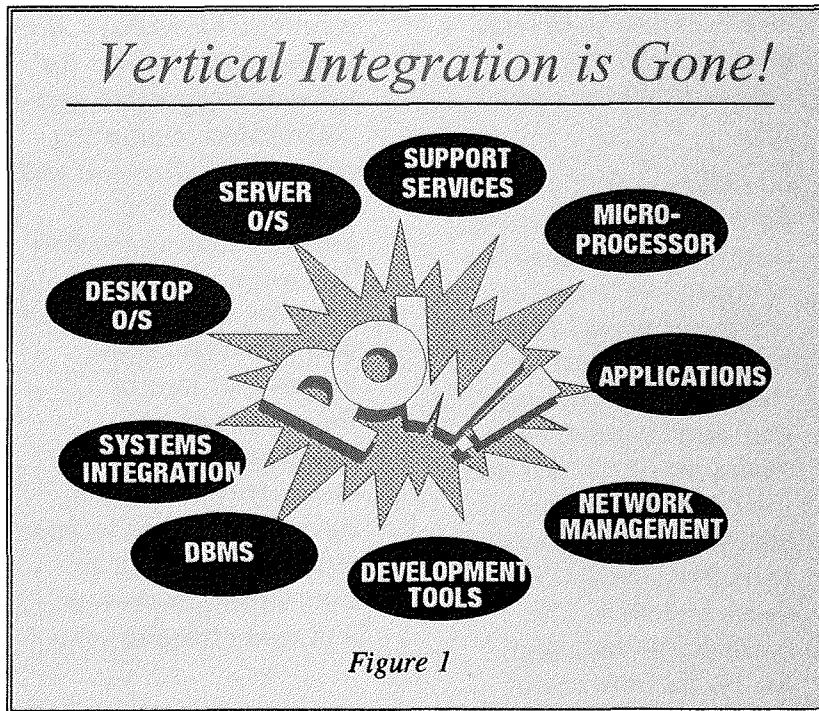 Vertical Integration is Gone!
SUPPORT
SERVICES
SERVER
O/S
MICRO-
PROCESSOR
DESKTOP
O/S
POW!
APPLICATIONS
SYSTEMS
INTEGRATION
NETWORK
MANAGEMENT
DBMS
DEVELOPMENT
TOOLS
Figure 1